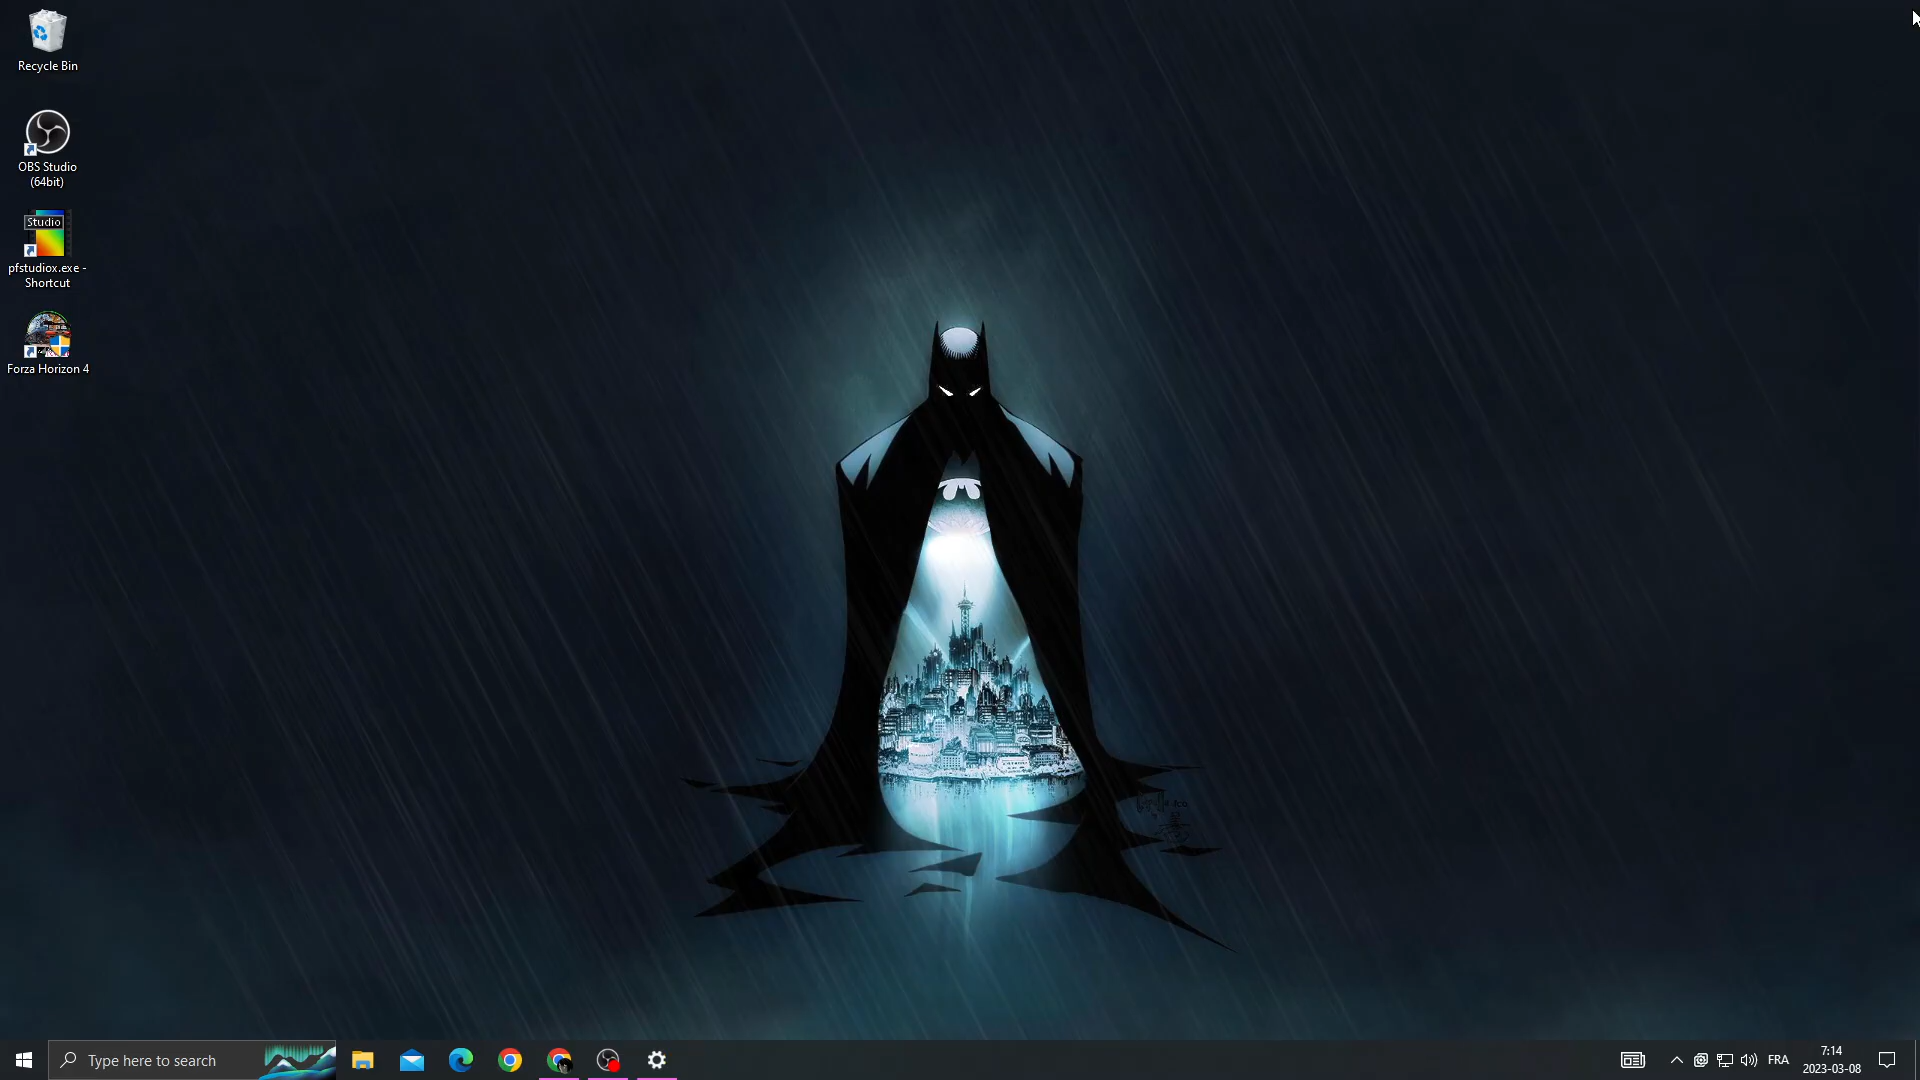 Recycle Bin
OBS Studio
(64bit)
Studio
pfstudiox.exe -
Shortcut
Forza Horizon 4
Type here to search
FRA
7:14
2023-03-08